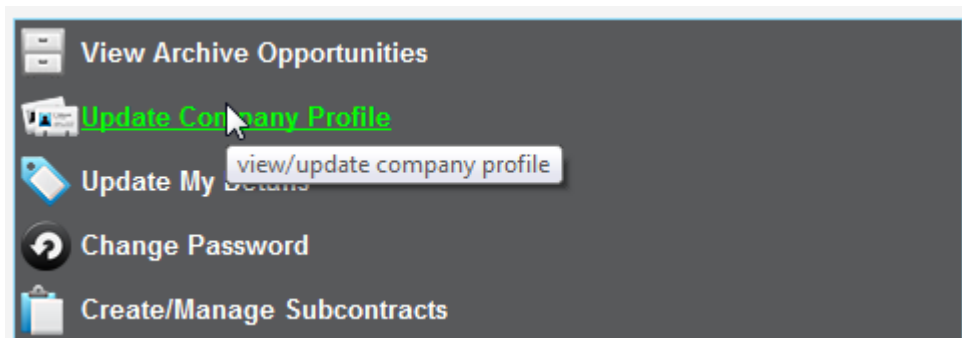 View Archive Opportunities
Update Company Profile
view/update company profile
Update My Details
Change Password
Create/Manage Subcontracts